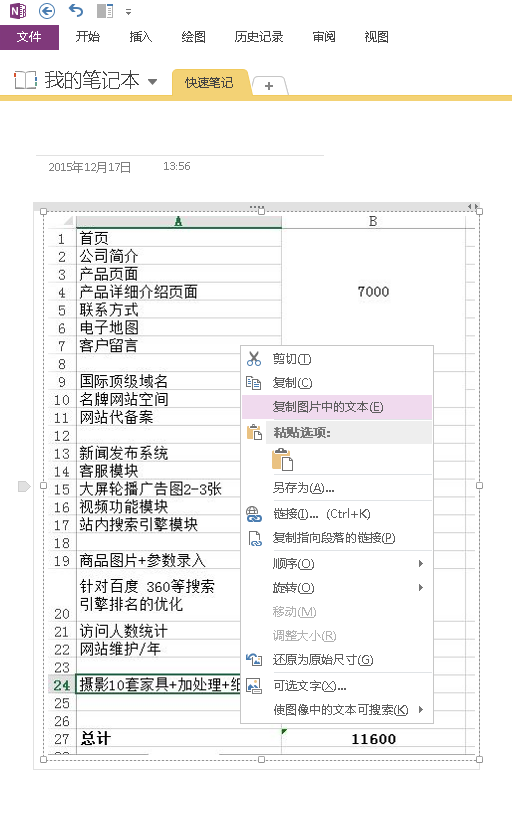 文件 开始 插入 绘图 历史记录 审阅 视图
我的笔记本 快速笔记 +
2015年12月17日 13:56
A B
1 首页
2 公司简介
3 产品页面
4 产品详细介绍页面 7000
5 联系方式
6 电子地图
7 客户留言
8
9 国际顶级域名
10 名牌网站空间
11 网站代备案
12
13 新闻发布系统
14 客服模块
15 大屏轮播广告图2-3张
16 视频功能模块
17 站内搜索引擎模块
18
19 商品图片+参数录入
针对百度 360等搜索
20 引擎排名的优化
21 访问人数统计
22 网站维护/年
23
24 摄影10套家具+加处理+
25
26
27 总计 11600
剪切(T)
复制(C)
复制图片中的文本(E)
粘贴选项:
另存为(A)...
链接(I)... (Ctrl+K)
复制指向段落的链接(P)
顺序(O)
旋转(O)
移动(M)
调整大小(R)
还原为原始尺寸(G)
可选文字(X)...
使图像中的文本可搜索(K)